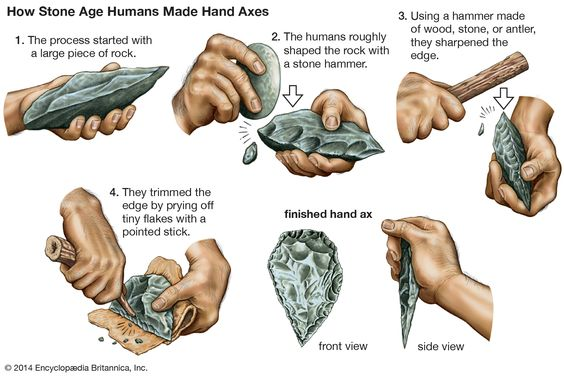 How Stone Age Humans Made Hand Axes
1. The process started with
a large piece of rock.
2. The humans roughly
shaped the rock with
a stone hammer.
3. Using a hammer made
of wood, stone, or antler,
they sharpened the
edge.
4. They trimmed the
edge by prying off
tiny flakes with a
pointed stick.
finished hand ax
front view
side view
© 2014 Encyclopædia Britannica, Inc.